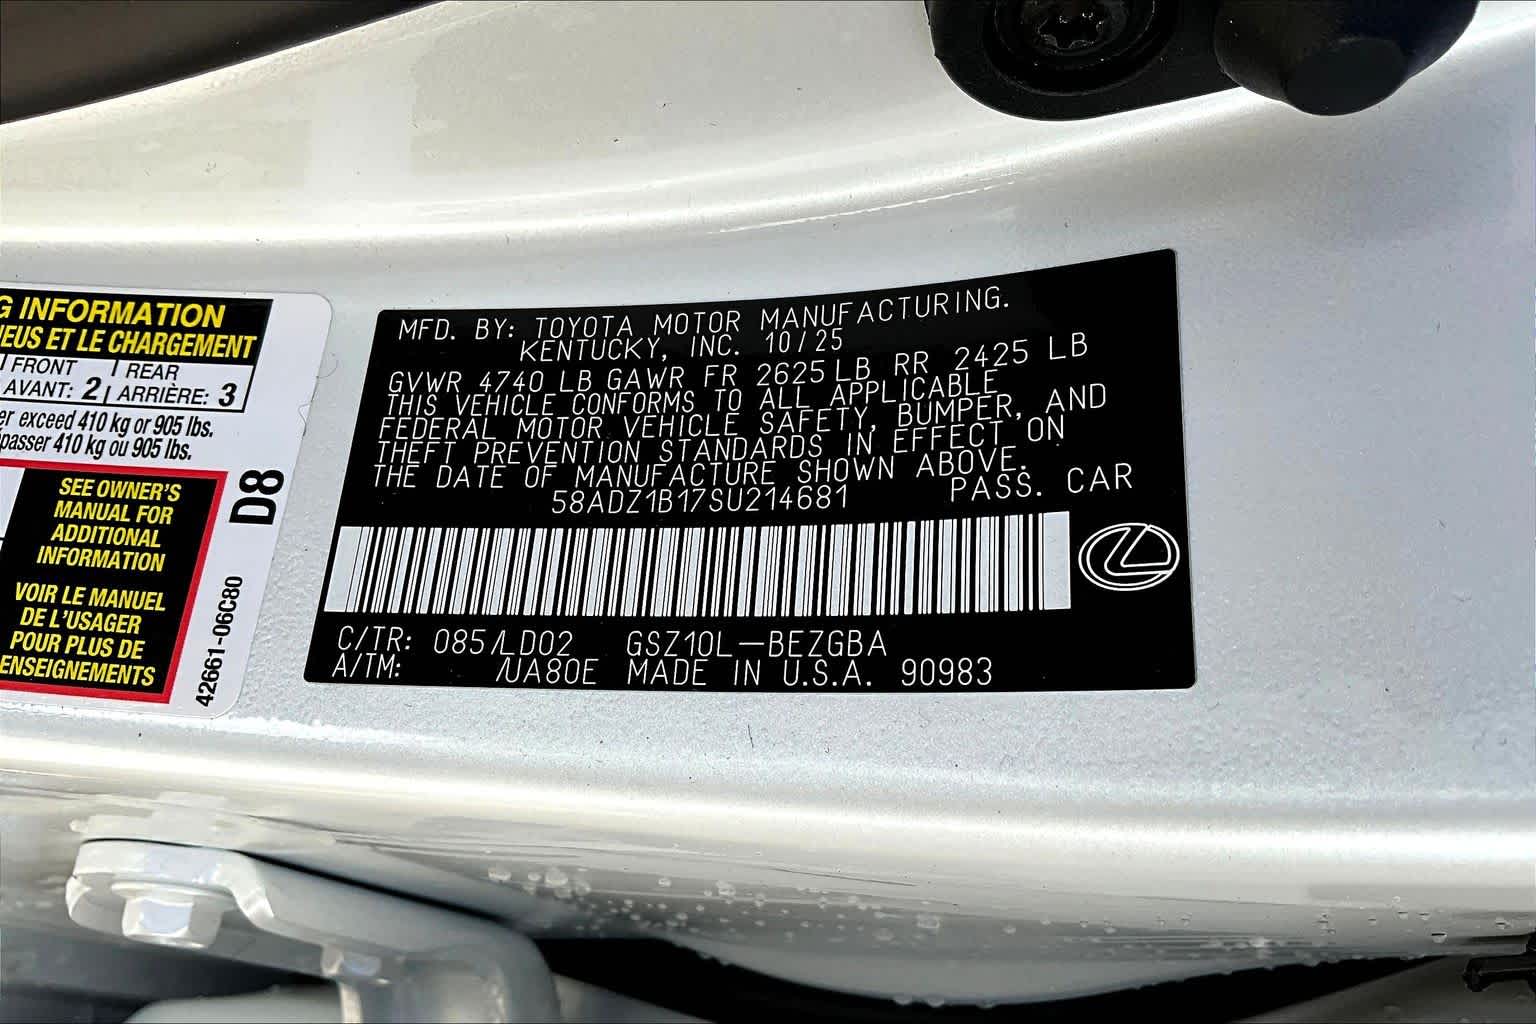 G INFORMATION
NEUS ET LE CHARGEMENT
FRONT | REAR
AVANT: 2 | ARRIÈRE: 3
er exceed 410 kg or 905 lbs.
passer 410 kg ou 905 lbs.
SEE OWNER'S
MANUAL FOR
ADDITIONAL
INFORMATION
VOIR LE MANUEL
DE L'USAGER
POUR PLUS DE
ENSEIGNEMENTS
D8
42661-06C80
MFD. BY: TOYOTA MOTOR MANUFACTURING.
KENTUCKY, INC. 10/25
GVWR 4740 LB GAWR FR 2625 LB RR 2425 LB
THIS VEHICLE CONFORMS TO ALL APPLICABLE
FEDERAL MOTOR VEHICLE SAFETY, BUMPER, AND
THEFT PREVENTION STANDARDS IN EFFECT ON
THE DATE OF MANUFACTURE SHOWN ABOVE.
58ADZ1B17SU214681 PASS. CAR
C/TR: 085/LD02 GSZ10L-BEZGBA
A/TM: /UA80E MADE IN U.S.A. 90983